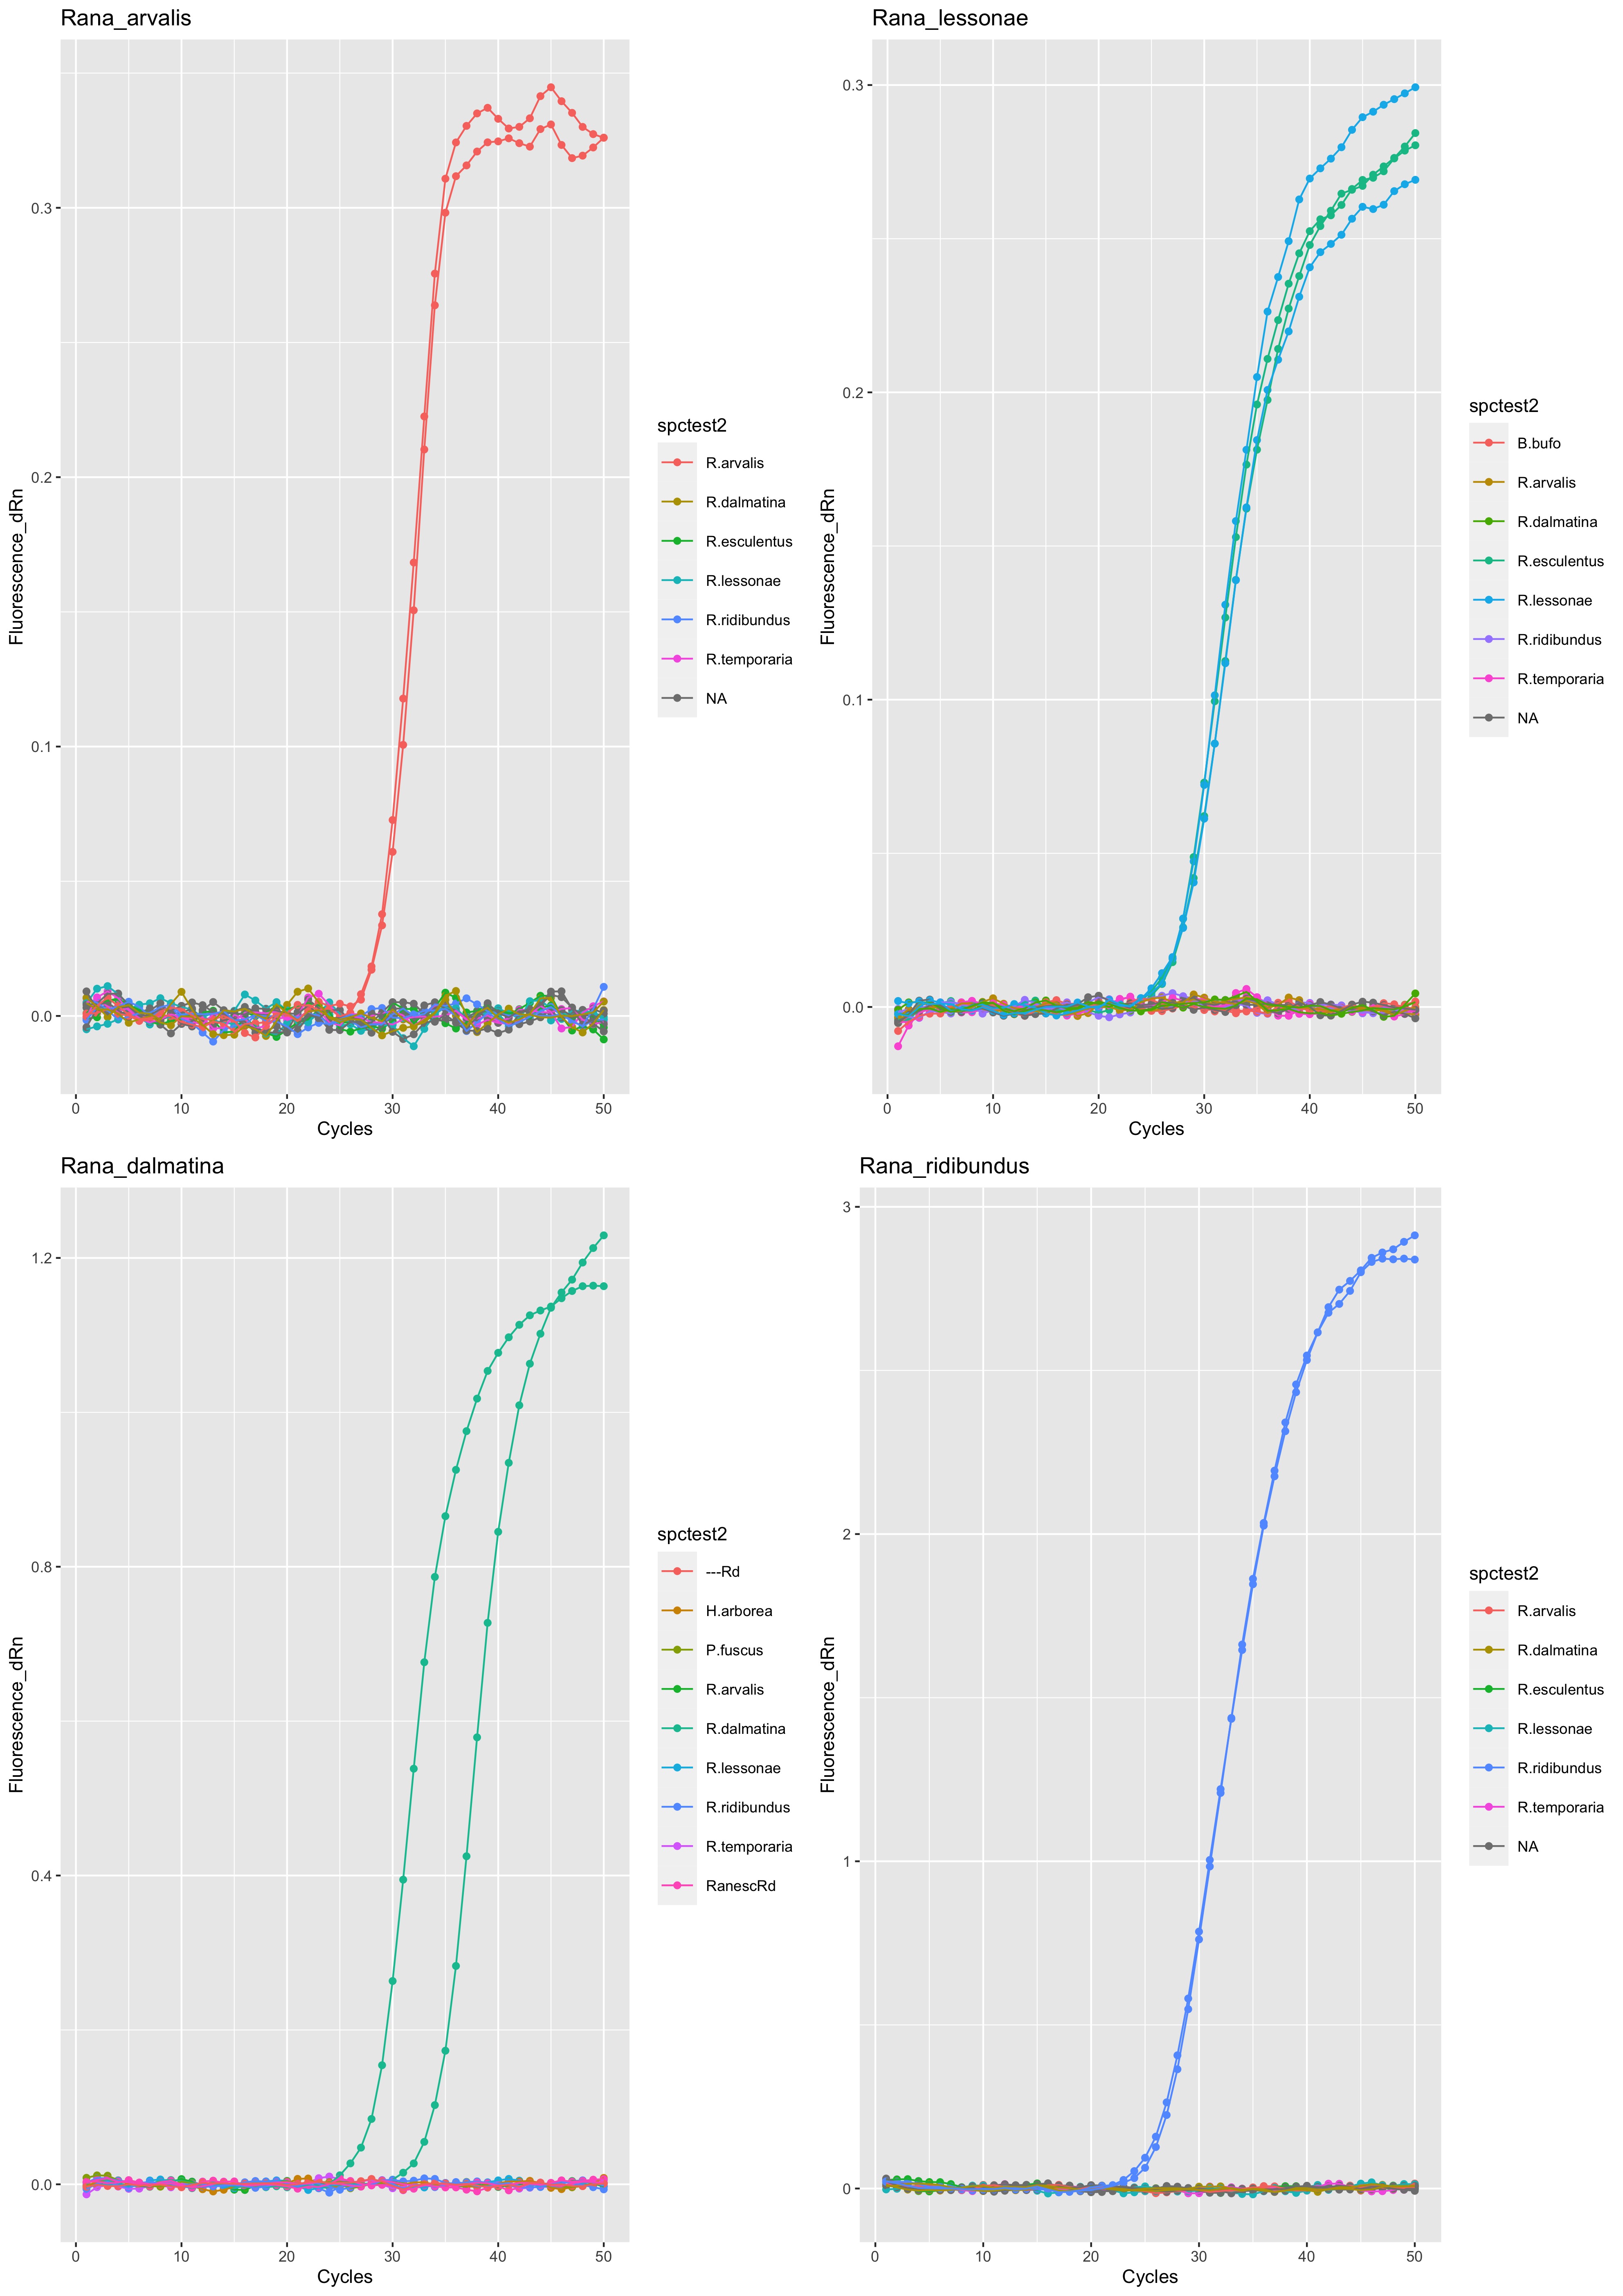 Rana_arvalis
Fluorescence_dRn
0.3
0.2
0.1
0.0
0 10 20 30 40 50
Cycles
spctest2
R.arvalis
R.dalmatina
R.esculentus
R.lessonae
R.ridibundus
R.temporaria
NA
Rana_lessonae
Fluorescence_dRn
0.3
0.2
0.1
0.0
0 10 20 30 40 50
Cycles
spctest2
B.bufo
R.arvalis
R.dalmatina
R.esculentus
R.lessonae
R.ridibundus
R.temporaria
NA
Rana_dalmatina
Fluorescence_dRn
1.2
0.8
0.4
0.0
0 10 20 30 40 50
Cycles
spctest2
---Rd
H.arborea
P.fuscus
R.arvalis
R.dalmatina
R.lessonae
R.ridibundus
R.temporaria
RanescRd
Rana_ridibundus
Fluorescence_dRn
3
2
1
0
0 10 20 30 40 50
Cycles
spctest2
R.arvalis
R.dalmatina
R.esculentus
R.lessonae
R.ridibundus
R.temporaria
NA